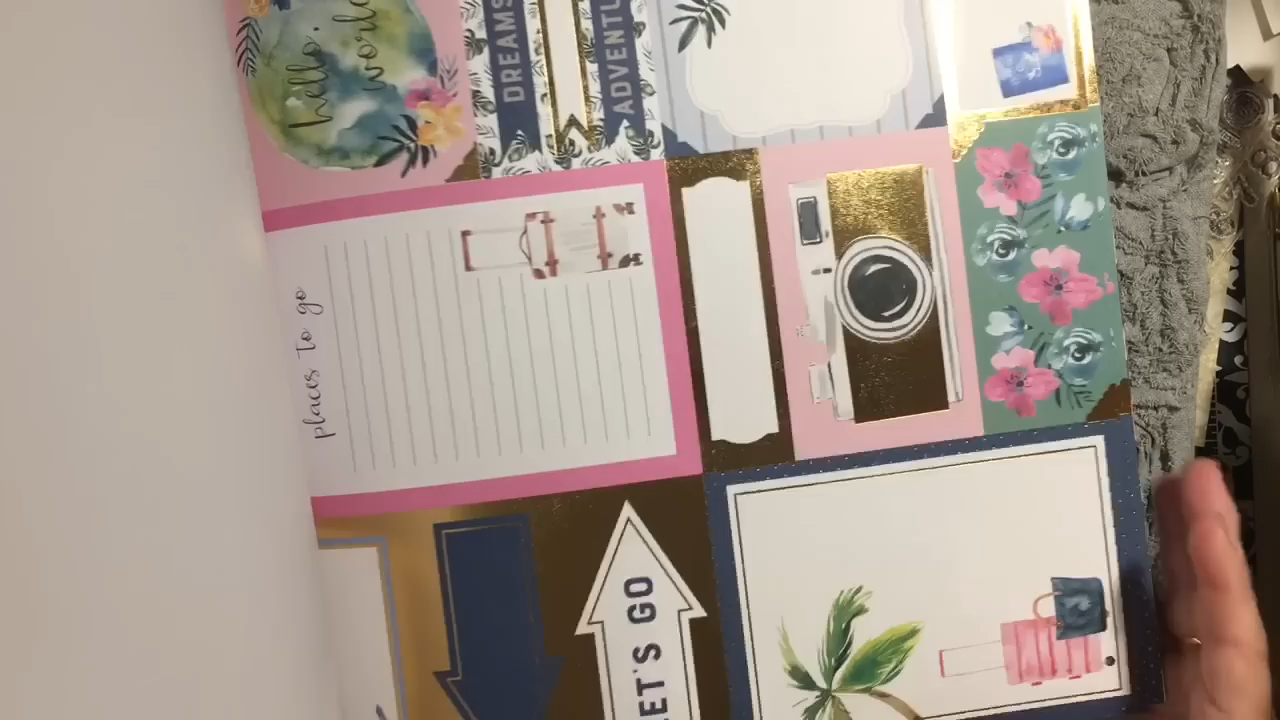 hello,
world
DREAMS
ADVENTU
places to go
LET'S GO